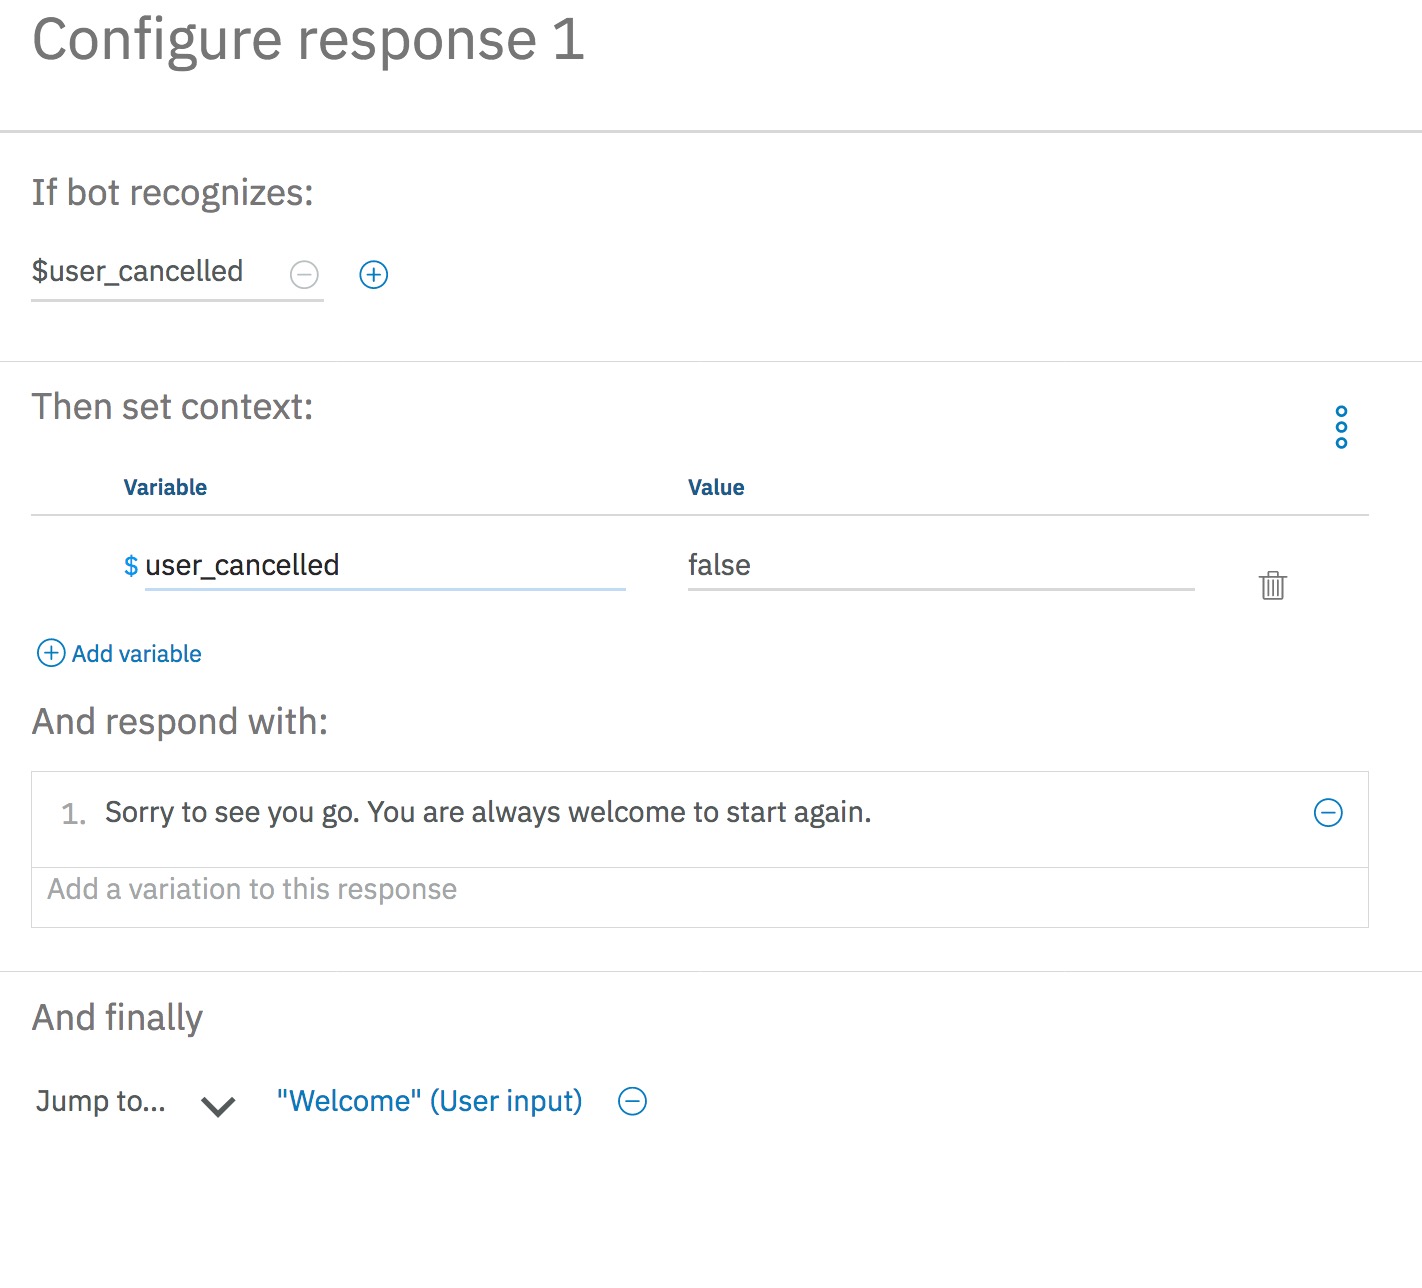 Configure response 1
If bot recognizes:
$user_cancelled
Then set context:
Variable Value
$ user_cancelled false
Add variable
And respond with:
1. Sorry to see you go. You are always welcome to start again.
Add a variation to this response
And finally
Jump to... "Welcome" (User input)